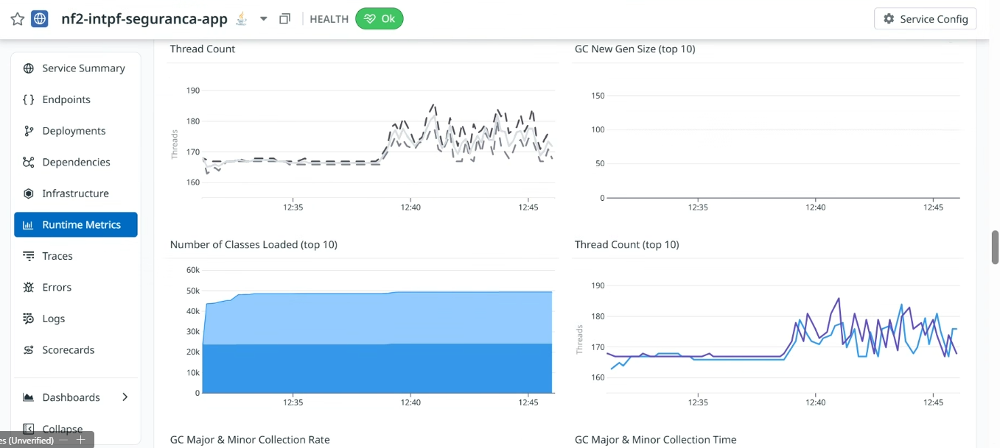 nf2-intpf-seguranca-app
HEALTH
Ok
Service Config
Service Summary
Endpoints
Deployments
Dependencies
Infrastructure
Runtime Metrics
Traces
Errors
Logs
Scorecards
Dashboards
Collapse
es (Unverified)
Thread Count
190
180
170
160
Threads
12:35 12:40 12:45
GC New Gen Size (top 10)
150
100
50
0
12:35 12:40 12:45
Number of Classes Loaded (top 10)
60k
50k
40k
30k
20k
10k
0
12:35 12:40 12:45
Thread Count (top 10)
190
180
170
160
Threads
12:35 12:40 12:45
GC Major & Minor Collection Rate
GC Major & Minor Collection Time